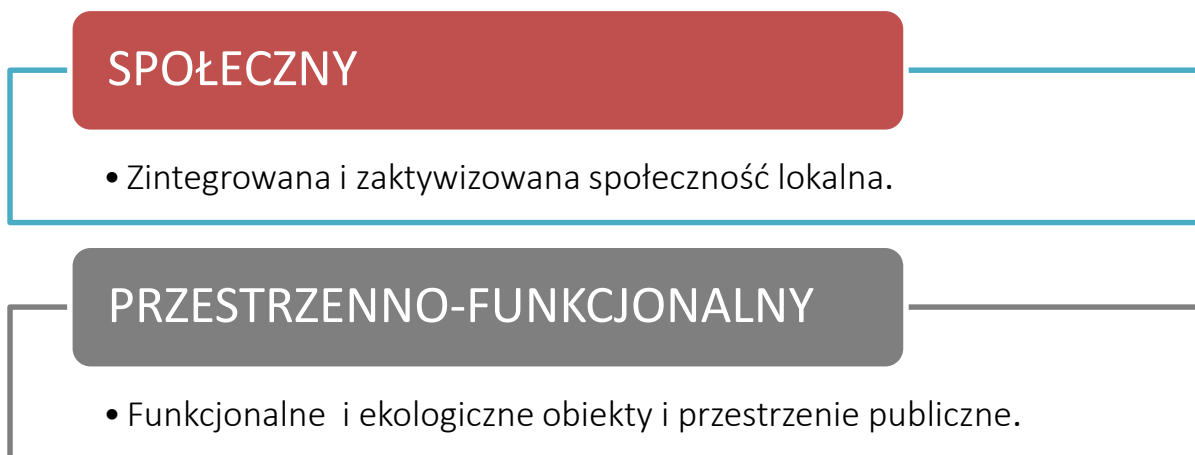 SPOŁECZNY
• Zintegrowana i zaktywizowana społeczność lokalna.
PRZESTRZENNO-FUNKCJONALNY
• Funkcjonalne  i ekologiczne obiekty i przestrzenie publiczne.